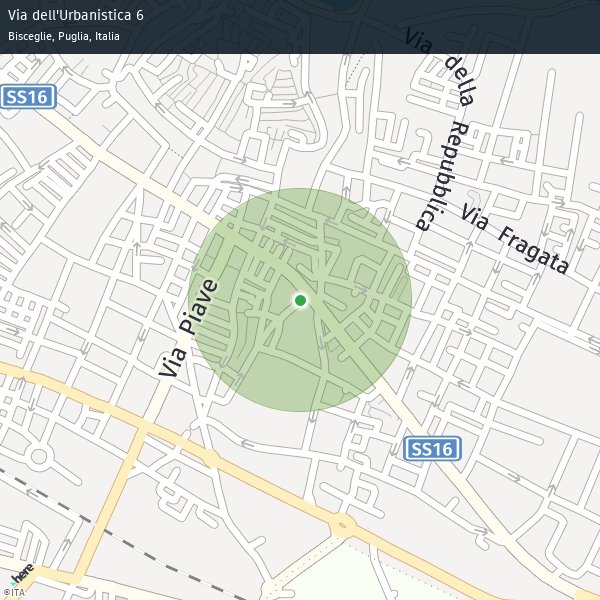 Via dell'Urbanistica 6
Bisceglie, Puglia, Italia
Via della Repubblica
SS16
Via Fragata
Via Piave
SS16
here
©ITA